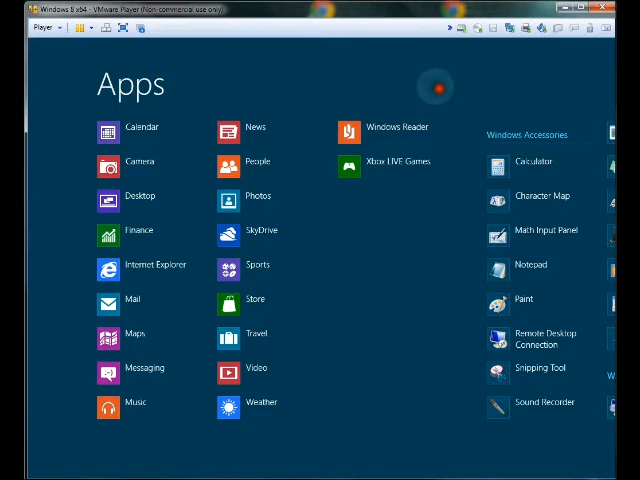 Windows 8 x64 - VMware Player (Non-commercial use only)
Player
Apps
Calendar
Camera
Desktop
Finance
Internet Explorer
Mail
Maps
Messaging
Music
News
People
Photos
SkyDrive
Sports
Store
Travel
Video
Weather
Windows Reader
Xbox LIVE Games
Windows Accessories
Calculator
Character Map
Math Input Panel
Notepad
Paint
Remote Desktop
Connection
Snipping Tool
Sound Recorder
W